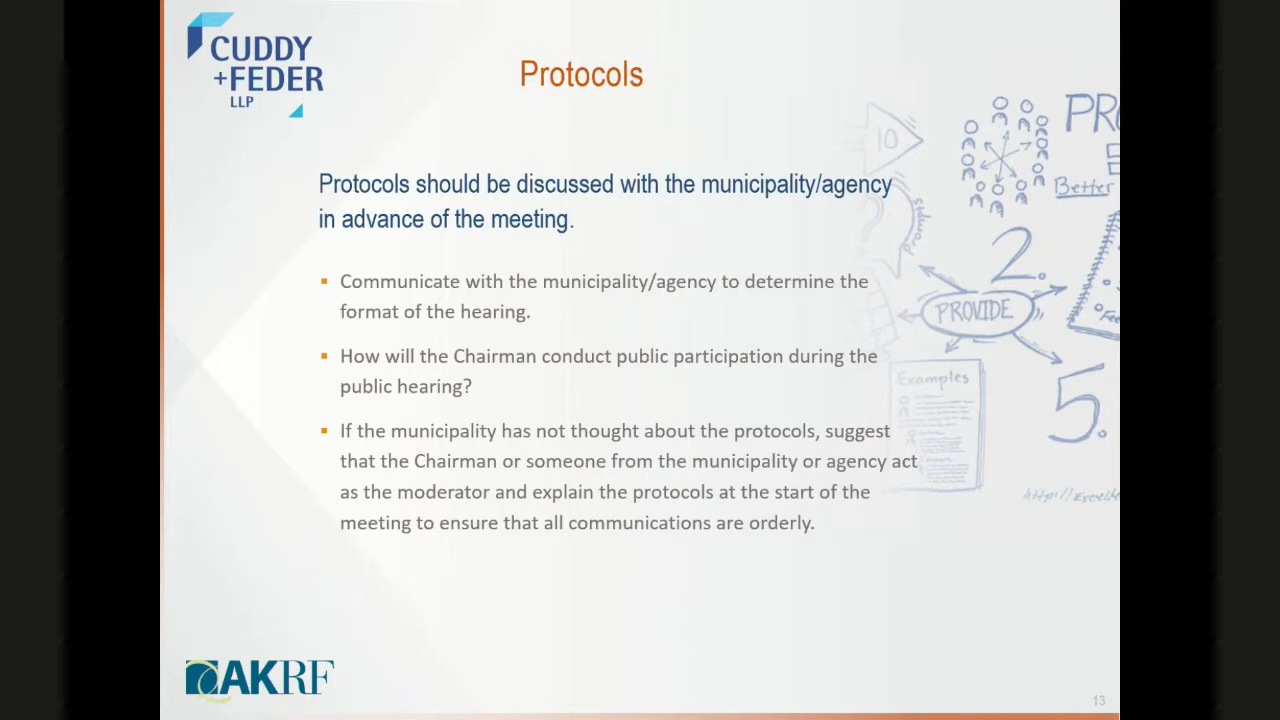 CUDDY
+FEDER
LLP
Protocols
Protocols should be discussed with the municipality/agency
in advance of the meeting.
▪ Communicate with the municipality/agency to determine the
format of the hearing.
▪ How will the Chairman conduct public participation during the
public hearing?
▪ If the municipality has not thought about the protocols, suggest
that the Chairman or someone from the municipality or agency act
as the moderator and explain the protocols at the start of the
meeting to ensure that all communications are orderly.
10
Better
2.
PROVIDE
Examples
5.
AKRF
13